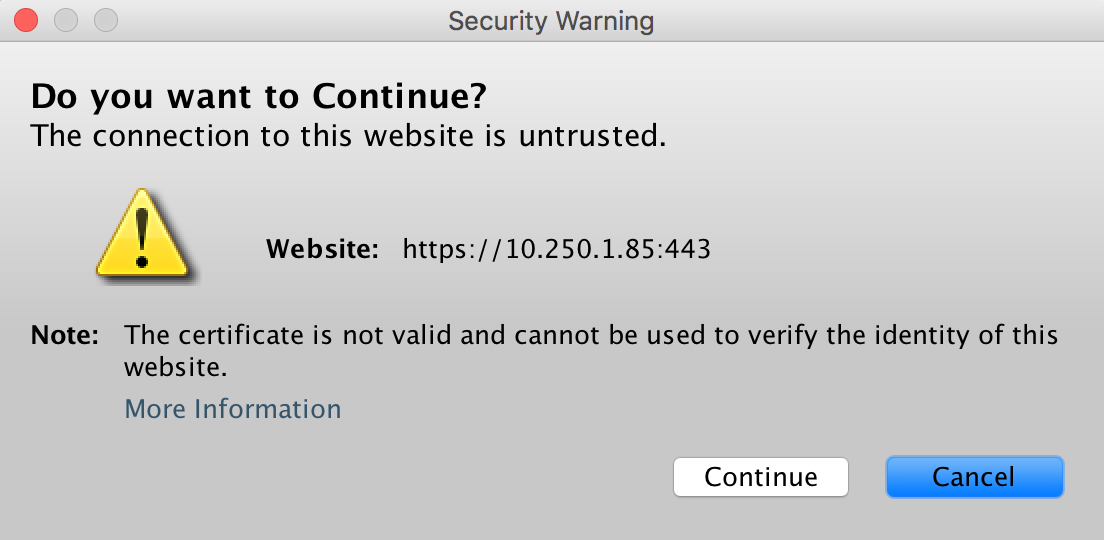 Security Warning
Do you want to Continue?
The connection to this website is untrusted.
Website: https://10.250.1.85:443
Note: The certificate is not valid and cannot be used to verify the identity of this
website.
More Information
Continue Cancel